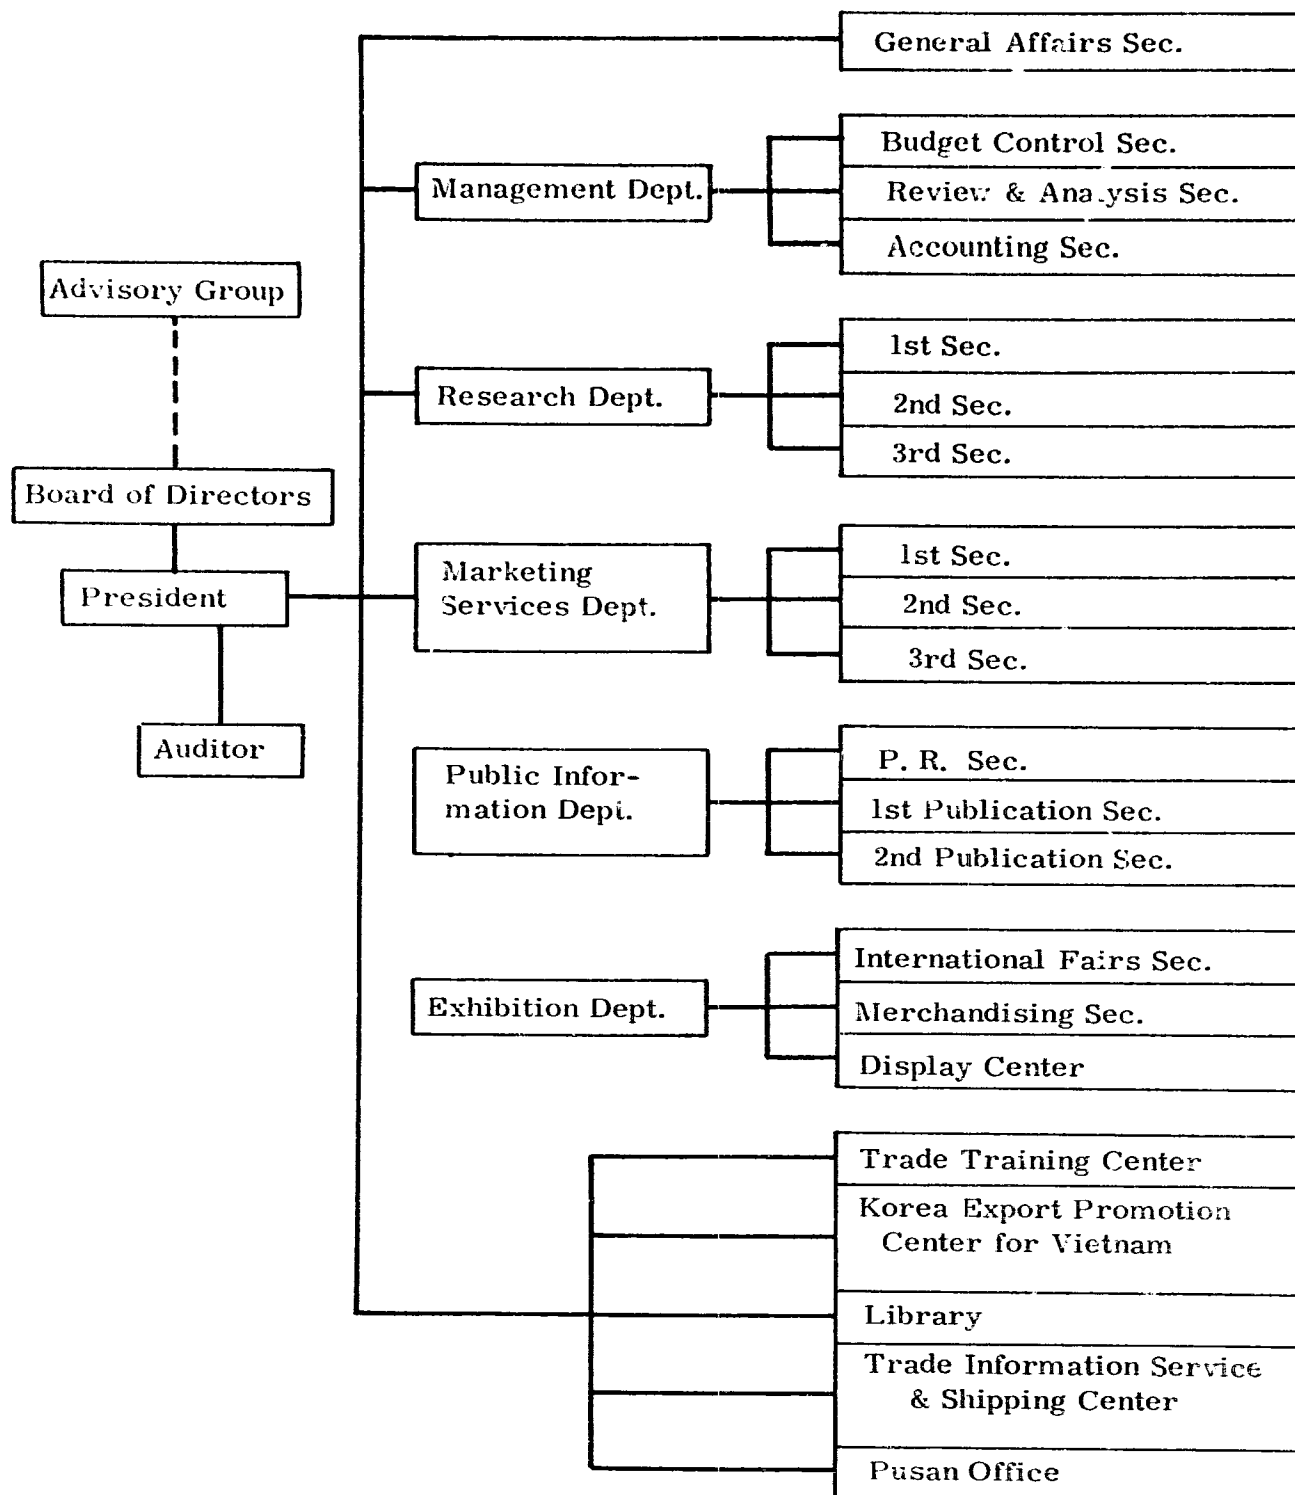 General Affairs Sec.
Budget Control Sec.
Management Dept.
Review & Analysis Sec.
Accounting Sec.
Advisory Group
1st Sec.
Research Dept.
2nd Sec.
3rd Sec.
Board of Directors
1st Sec.
Marketing
Services Dept.
President
2nd Sec.
3rd Sec.
Auditor
P. R. Sec.
Public Infor-
mation Dept.
1st Publication Sec.
2nd Publication Sec.
International Fairs Sec.
Exhibition Dept.
Merchandising Sec.
Display Center
Trade Training Center
Korea Export Promotion
Center for Vietnam
Library
Trade Information Service
& Shipping Center
Pusan Office